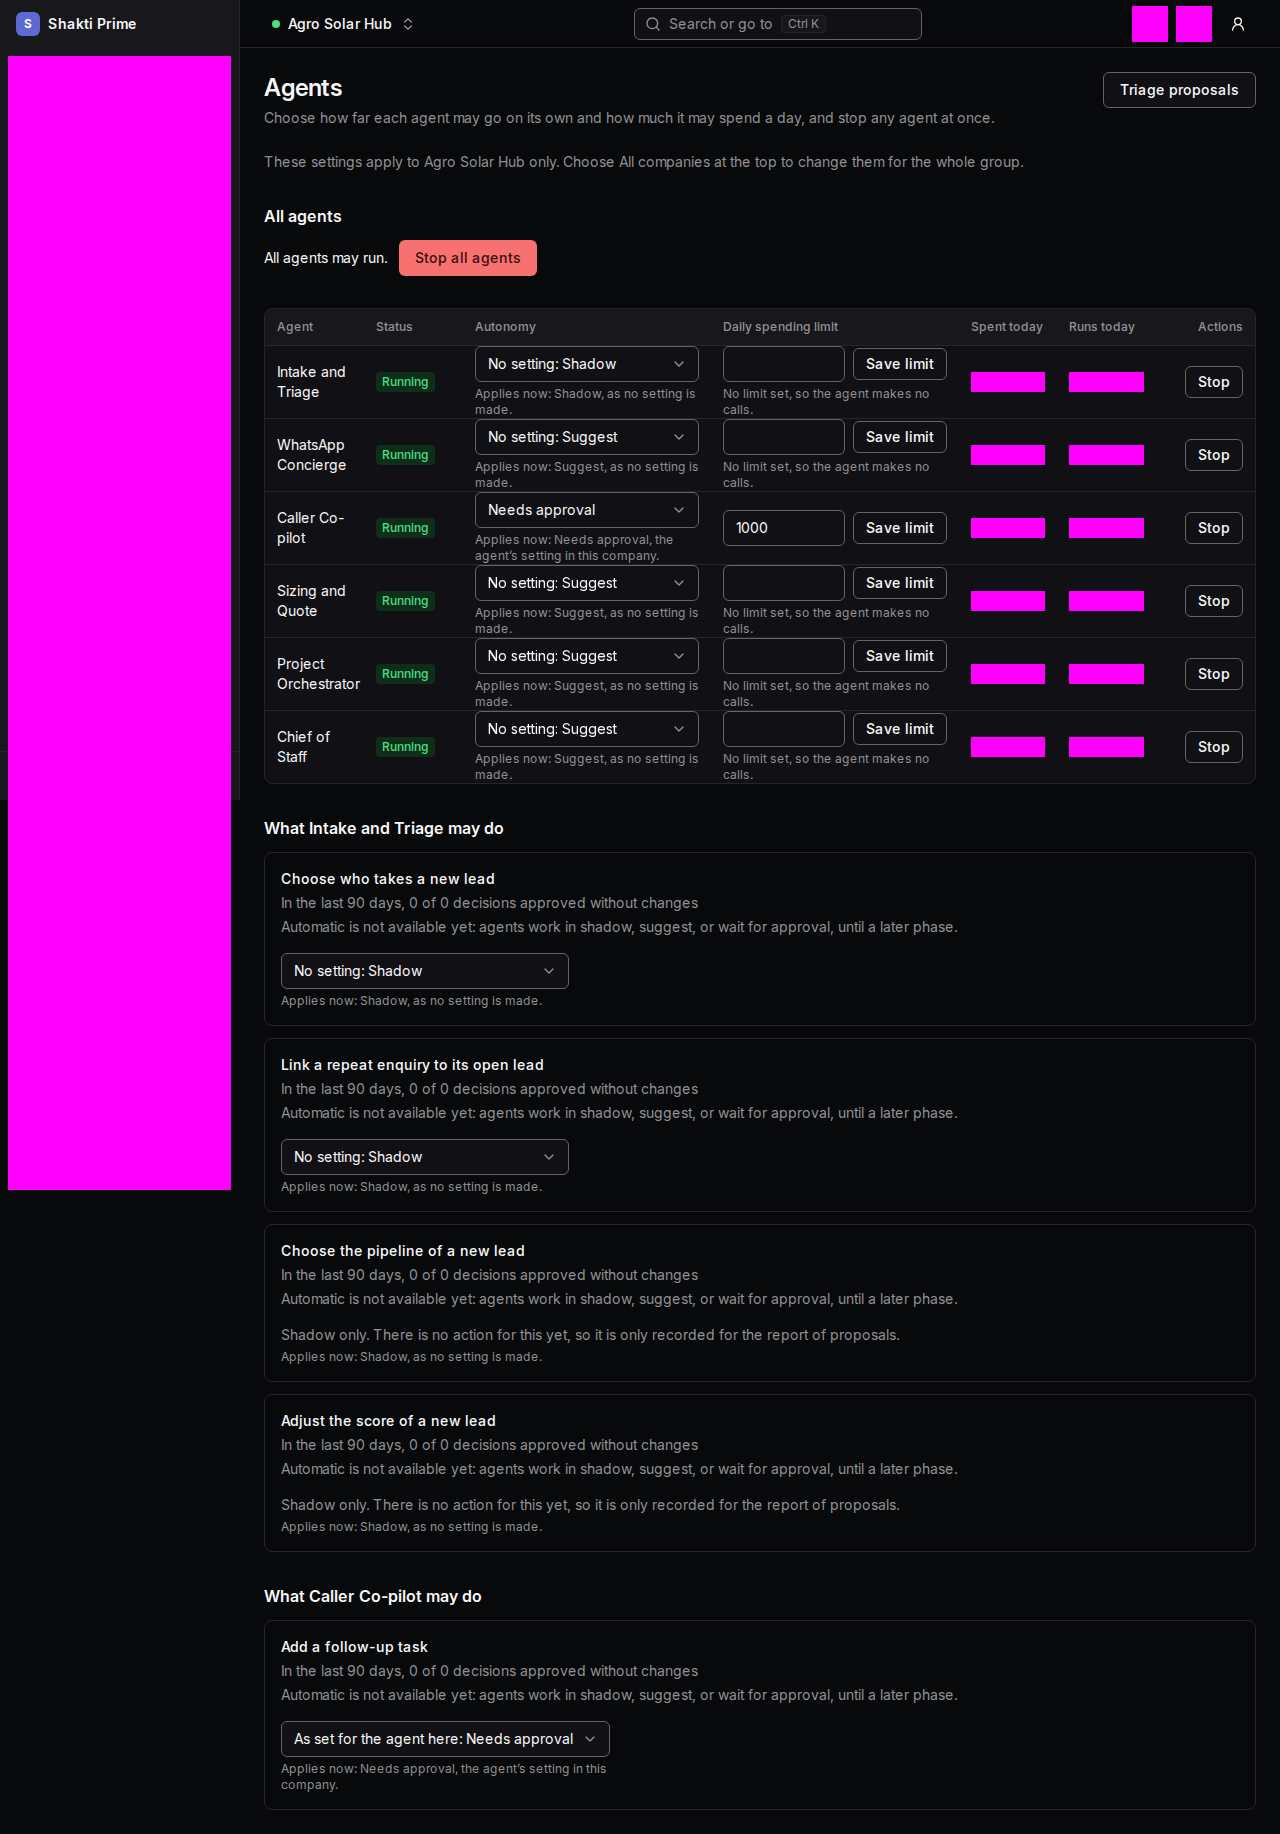 S Shakti Prime
Agro Solar Hub
Search or go to Ctrl K
Agents
Triage proposals
Choose how far each agent may go on its own and how much it may spend a day, and stop any agent at once.
These settings apply to Agro Solar Hub only. Choose All companies at the top to change them for the whole group.
All agents
All agents may run. Stop all agents
Agent Status Autonomy Daily spending limit Spent today Runs today Actions
Intake and Triage Running No setting: Shadow Save limit Stop
Applies now: Shadow, as no setting is made. No limit set, so the agent makes no calls.
WhatsApp Concierge Running No setting: Suggest Save limit Stop
Applies now: Suggest, as no setting is made. No limit set, so the agent makes no calls.
Caller Co-pilot Running Needs approval 1000 Save limit Stop
Applies now: Needs approval, the agent's setting in this company.
Sizing and Quote Running No setting: Suggest Save limit Stop
Applies now: Suggest, as no setting is made. No limit set, so the agent makes no calls.
Project Orchestrator Running No setting: Suggest Save limit Stop
Applies now: Suggest, as no setting is made. No limit set, so the agent makes no calls.
Chief of Staff Running No setting: Suggest Save limit Stop
Applies now: Suggest, as no setting is made. No limit set, so the agent makes no calls.
What Intake and Triage may do
Choose who takes a new lead
In the last 90 days, 0 of 0 decisions approved without changes
Automatic is not available yet: agents work in shadow, suggest, or wait for approval, until a later phase.
No setting: Shadow
Applies now: Shadow, as no setting is made.
Link a repeat enquiry to its open lead
In the last 90 days, 0 of 0 decisions approved without changes
Automatic is not available yet: agents work in shadow, suggest, or wait for approval, until a later phase.
No setting: Shadow
Applies now: Shadow, as no setting is made.
Choose the pipeline of a new lead
In the last 90 days, 0 of 0 decisions approved without changes
Automatic is not available yet: agents work in shadow, suggest, or wait for approval, until a later phase.
Shadow only. There is no action for this yet, so it is only recorded for the report of proposals.
Applies now: Shadow, as no setting is made.
Adjust the score of a new lead
In the last 90 days, 0 of 0 decisions approved without changes
Automatic is not available yet: agents work in shadow, suggest, or wait for approval, until a later phase.
Shadow only. There is no action for this yet, so it is only recorded for the report of proposals.
Applies now: Shadow, as no setting is made.
What Caller Co-pilot may do
Add a follow-up task
In the last 90 days, 0 of 0 decisions approved without changes
Automatic is not available yet: agents work in shadow, suggest, or wait for approval, until a later phase.
As set for the agent here: Needs approval
Applies now: Needs approval, the agent's setting in this
company.